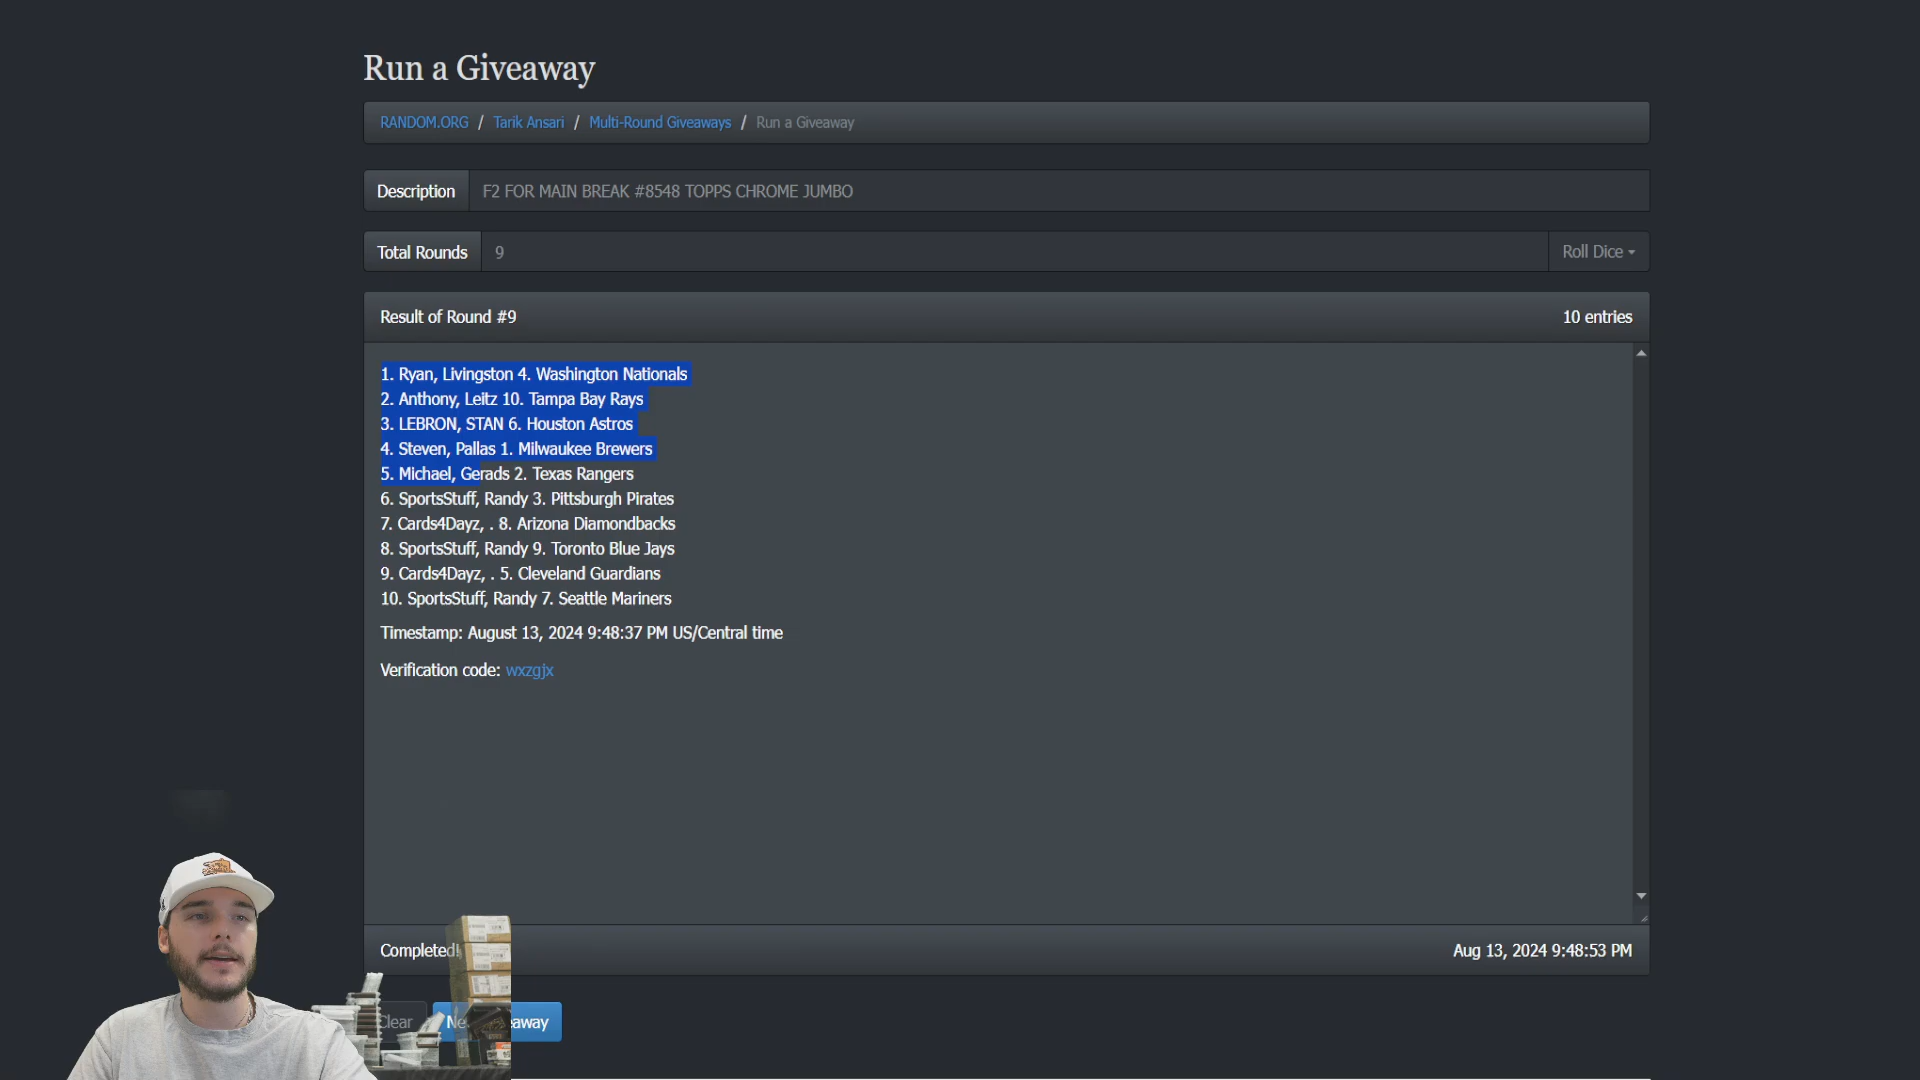 Run a Giveaway
RANDOM.ORG / Tarik Ansari / Multi-Round Giveaways / Run a Giveaway
Description F2 FOR MAIN BREAK #8548 TOPPS CHROME JUMBO
Total Rounds 9 Roll Dice
Result of Round #9 10 entries
1. Ryan, Livingston 4. Washington Nationals
2. Anthony, Leitz 10. Tampa Bay Rays
3. LEBRON, STAN 6. Houston Astros
4. Steven, Pallas 1. Milwaukee Brewers
5. Michael, Gerads 2. Texas Rangers
6. SportsStuff, Randy 3. Pittsburgh Pirates
7. Cards4Dayz, . 8. Arizona Diamondbacks
8. SportsStuff, Randy 9. Toronto Blue Jays
9. Cards4Dayz, . 5. Cleveland Guardians
10. SportsStuff, Randy 7. Seattle Mariners
Timestamp: August 13, 2024 9:48:37 PM US/Central time
Verification code: wxzgjx
Completed! Aug 13, 2024 9:48:53 PM
Clear